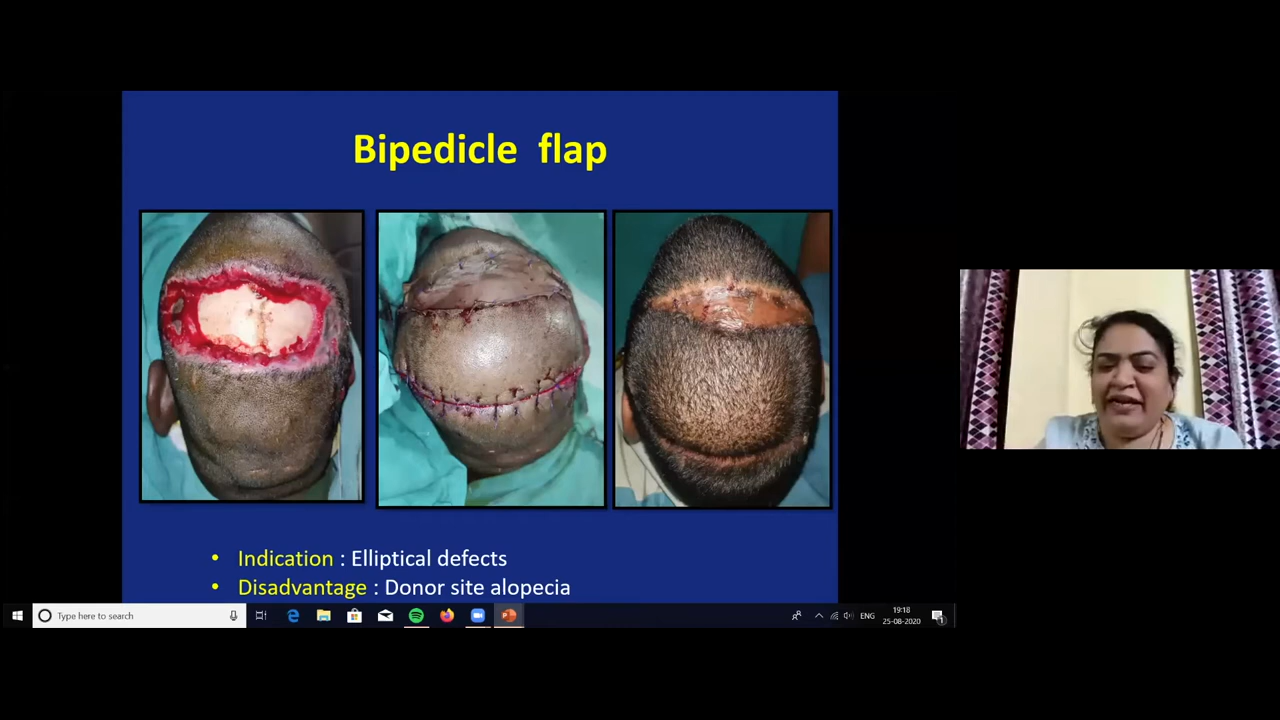 Bipedicle flap
• Indication : Elliptical defects
• Disadvantage : Donor site alopecia
Type here to search
ENG
19:18
25-08-2020
1